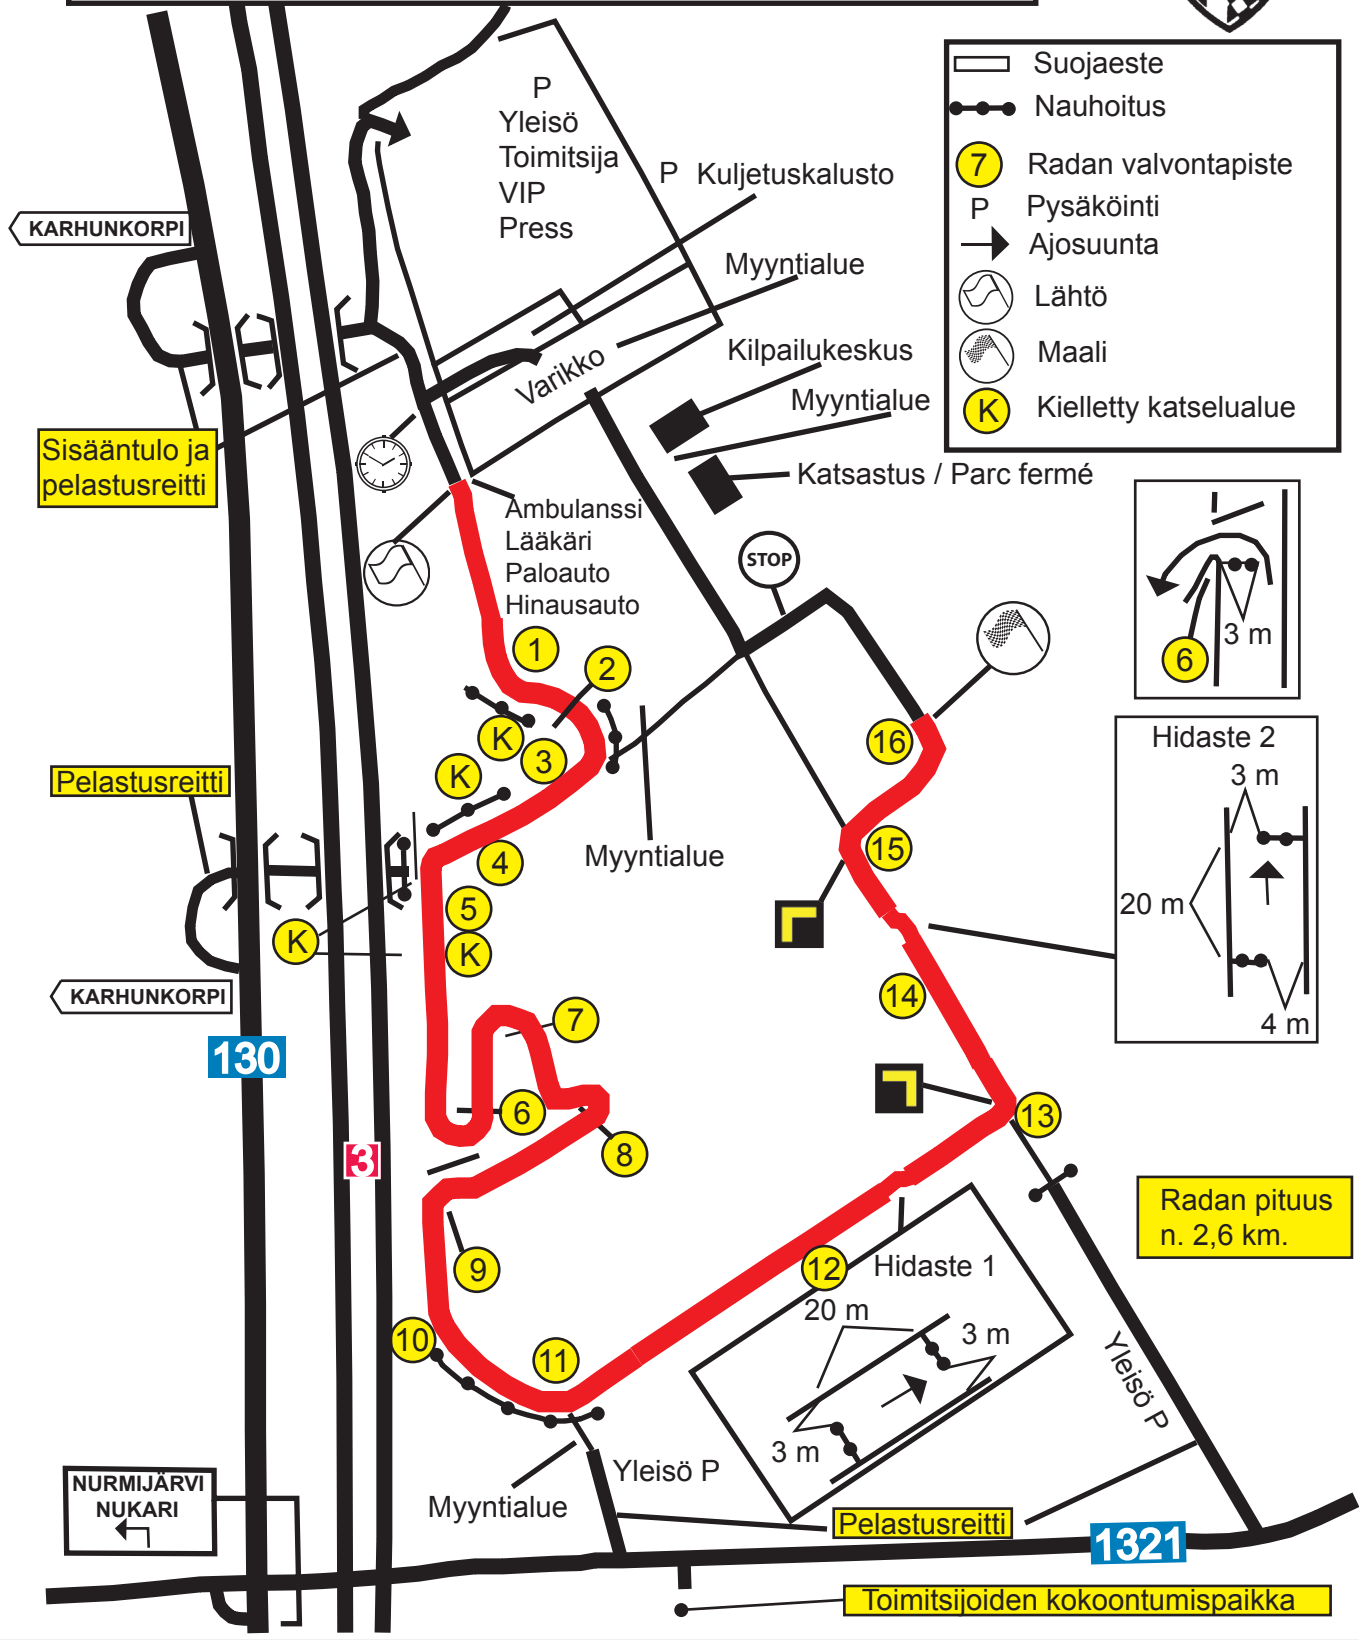 Suojaeste
Nauhoitus
7 Radan valvontapiste
P Pysäköinti
Ajosuunta
Lähtö
Maali
K Kielletty katselualue
P
Yleisö
Toimitsija
VIP
Press
P Kuljetuskalusto
KARHUNKORPI
Myyntialue
Varikko
Kilpailukeskus
Myyntialue
Katsastus / Parc fermé
Sisääntulo ja
pelastusreitti
Ambulanssi
Lääkäri
Paloauto
Hinausauto
STOP
6
3 m
1
2
K
3
K
16
Hidaste 2
3 m
20 m
4 m
Pelastusreitti
Myyntialue
4
15
5
K
K
KARHUNKORPI
14
7
130
6
13
8
3
Radan pituus
n. 2,6 km.
9
12
Hidaste 1
20 m
3 m
3 m
10
11
Yleisö P
Yleisö P
NURMIJÄRVI
NUKARI
Myyntialue
Pelastusreitti
1321
Toimitsijoiden kokoontumispaikka